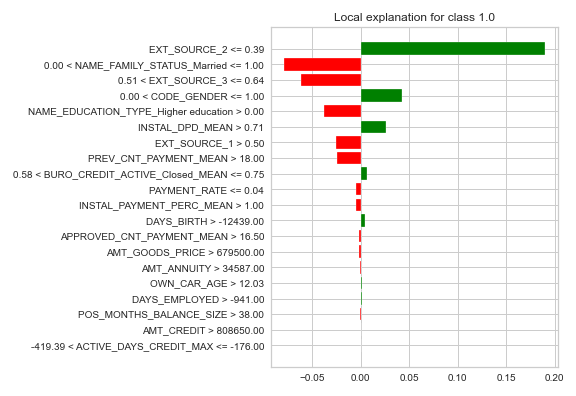 Local explanation for class 1.0
EXT_SOURCE_2 <= 0.39
0.00 < NAME_FAMILY_STATUS_Married <= 1.00
0.51 < EXT_SOURCE_3 <= 0.64
0.00 < CODE_GENDER <= 1.00
NAME_EDUCATION_TYPE_Higher education > 0.00
INSTAL_DPD_MEAN > 0.71
EXT_SOURCE_1 > 0.50
PREV_CNT_PAYMENT_MEAN > 18.00
0.58 < BURO_CREDIT_ACTIVE_Closed_MEAN <= 0.75
PAYMENT_RATE <= 0.04
INSTAL_PAYMENT_PERC_MEAN > 1.00
DAYS_BIRTH > -12439.00
APPROVED_CNT_PAYMENT_MEAN > 16.50
AMT_GOODS_PRICE > 679500.00
AMT_ANNUITY > 34587.00
OWN_CAR_AGE > 12.03
DAYS_EMPLOYED > -941.00
POS_MONTHS_BALANCE_SIZE > 38.00
AMT_CREDIT > 808650.00
-419.39 < ACTIVE_DAYS_CREDIT_MAX <= -176.00
−0.05 0.00 0.05 0.10 0.15 0.20